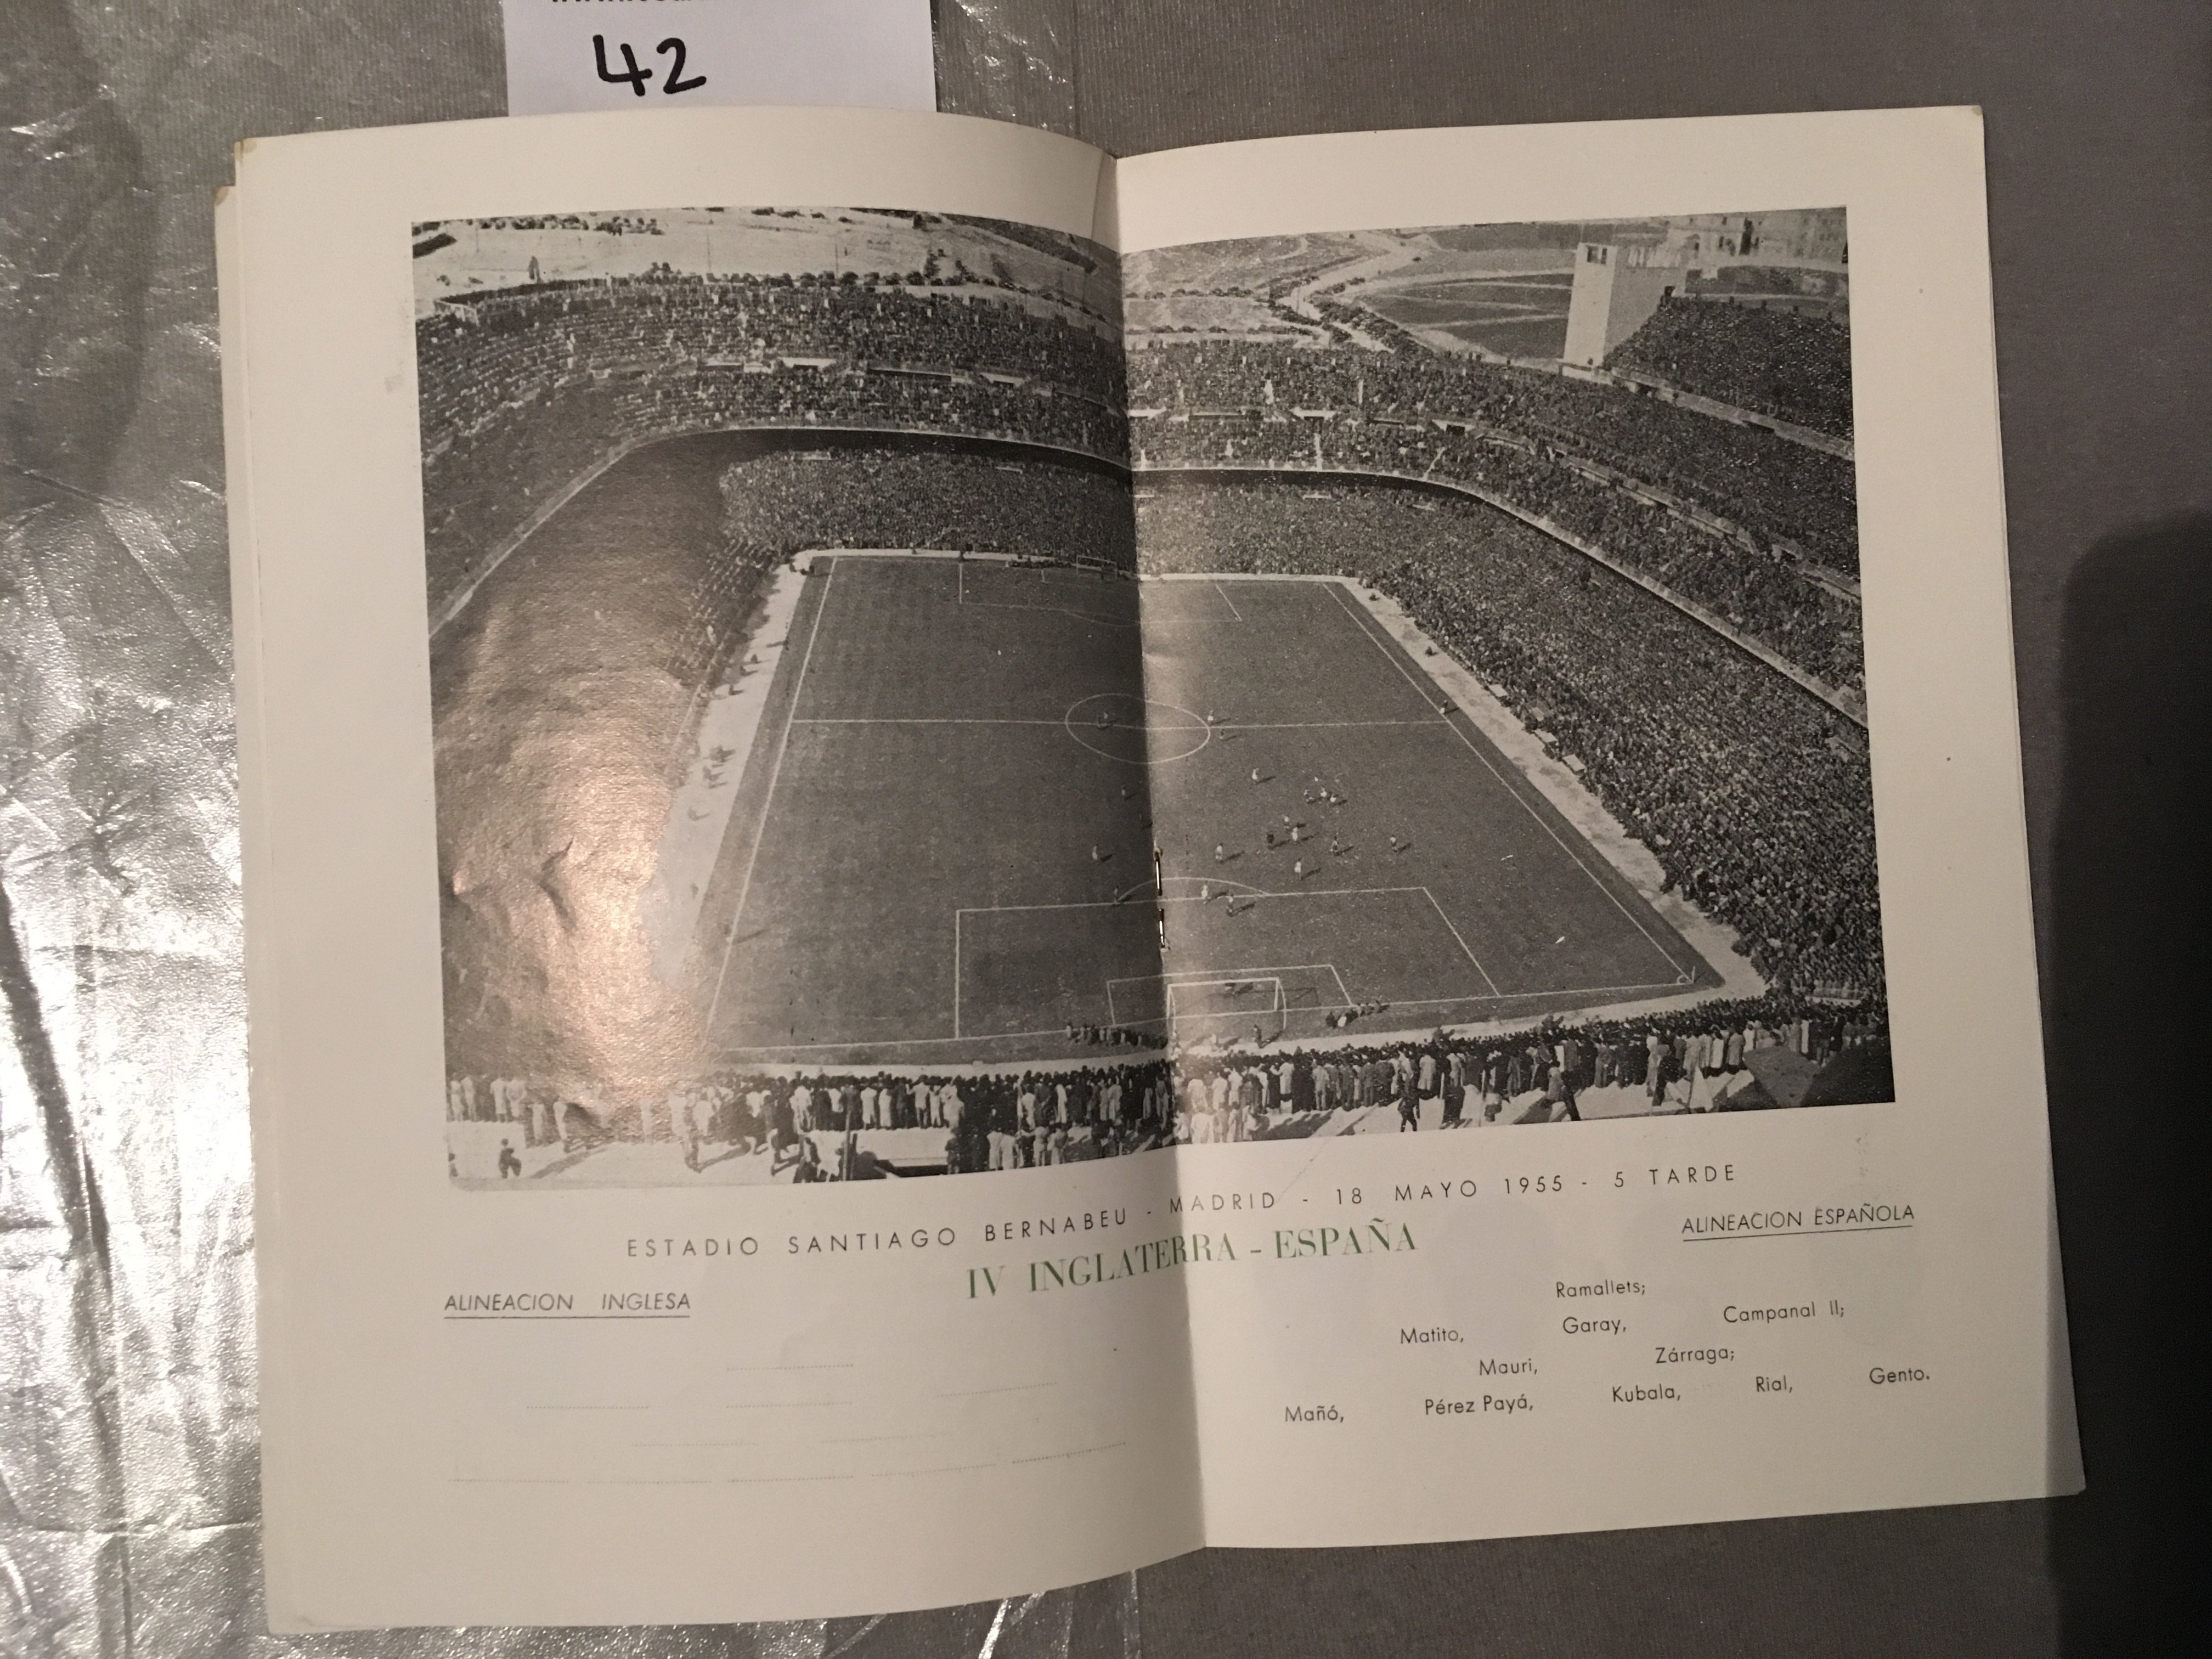 42
ESTADIO SANTIAGO BERNABEU - MADRID - 18 MAYO 1955 - 5 TARDE
IV INGLATERRA - ESPAÑA
ALINEACION INGLESA
ALINEACION ESPAÑOLA
Ramallets;
Matito, Garay, Campanal II;
Mauri, Zárraga;
Mañó, Pérez Payá, Kubala, Rial, Gento.